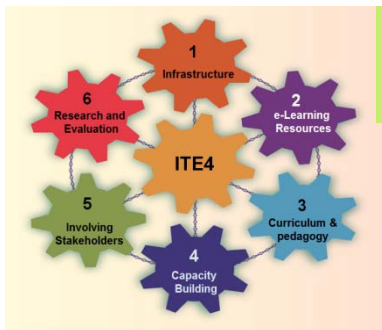 1
Infrastructure
2
e-Learning
Resources
3
Curriculum &
pedagogy
4
Capacity
Building
5
Involving
Stakeholders
6
Research and
Evaluation
ITE4